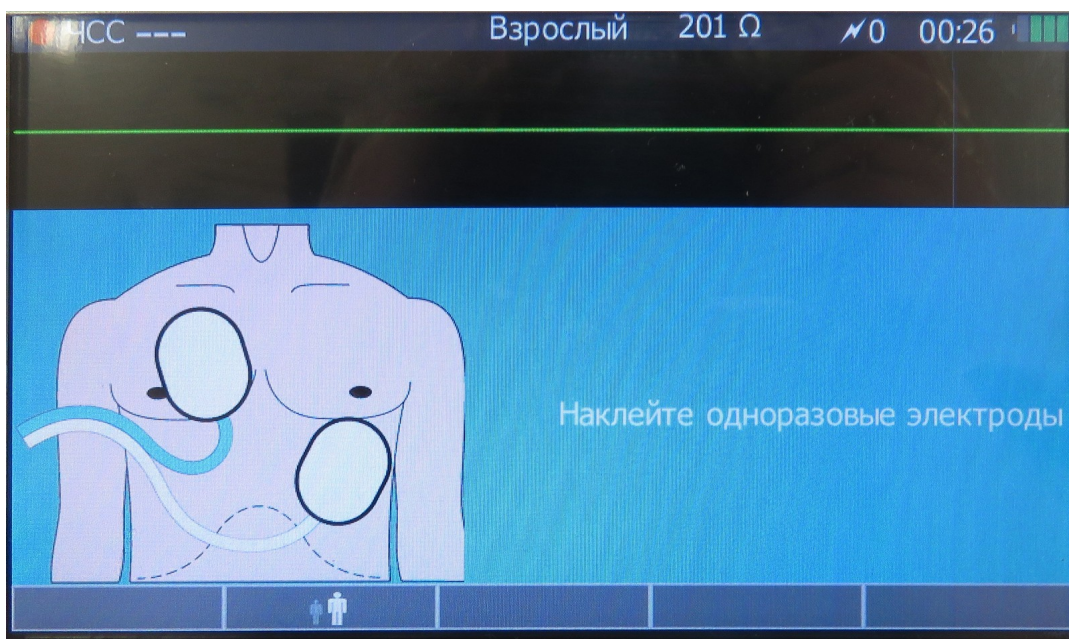 ЧСС ---   Взрослый   201 Ω   0   00:26
Наклейте одноразовые электроды